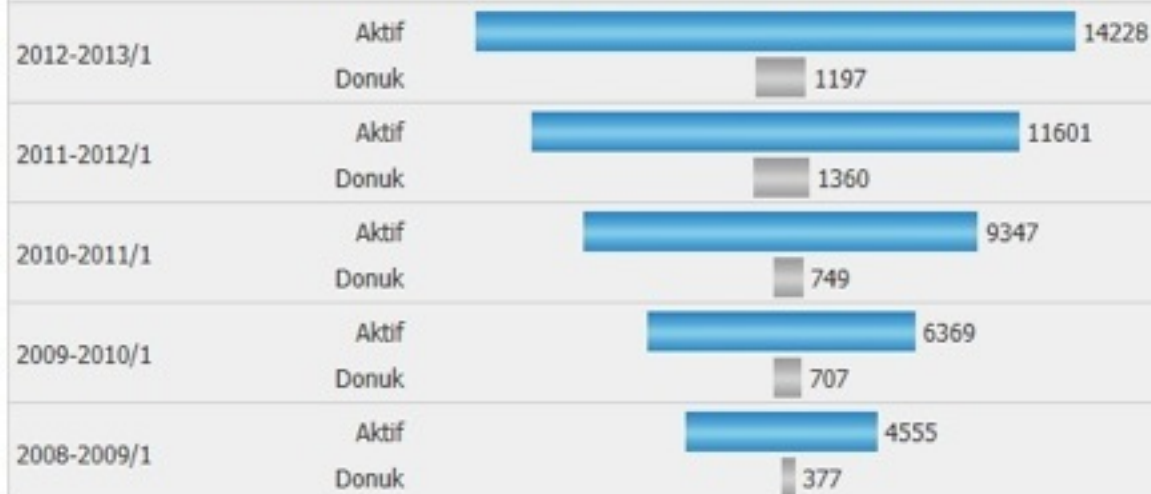 Aktif 14228
2012-2013/1
Donuk 1197
Aktif 11601
2011-2012/1
Donuk 1360
Aktif 9347
2010-2011/1
Donuk 749
Aktif 6369
2009-2010/1
Donuk 707
Aktif 4555
2008-2009/1
Donuk 377